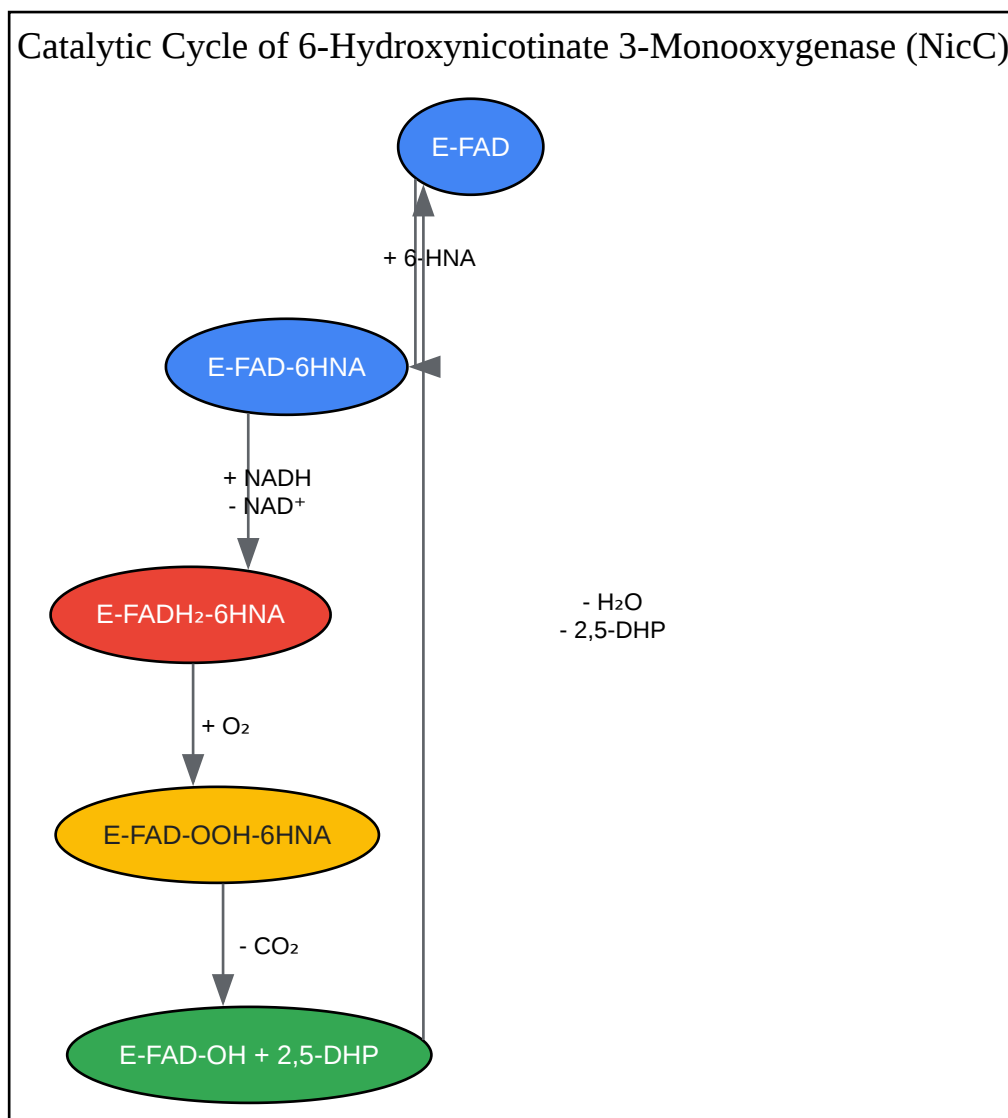 Catalytic Cycle of 6-Hydroxynicotinate 3-Monooxygenase (NicC)
E-FAD
+ 6-HNA
E-FAD-6HNA
+ NADH
- NAD⁺
E-FADH₂-6HNA
- H₂O
- 2,5-DHP
+ O₂
E-FAD-OOH-6HNA
- CO₂
E-FAD-OH + 2,5-DHP